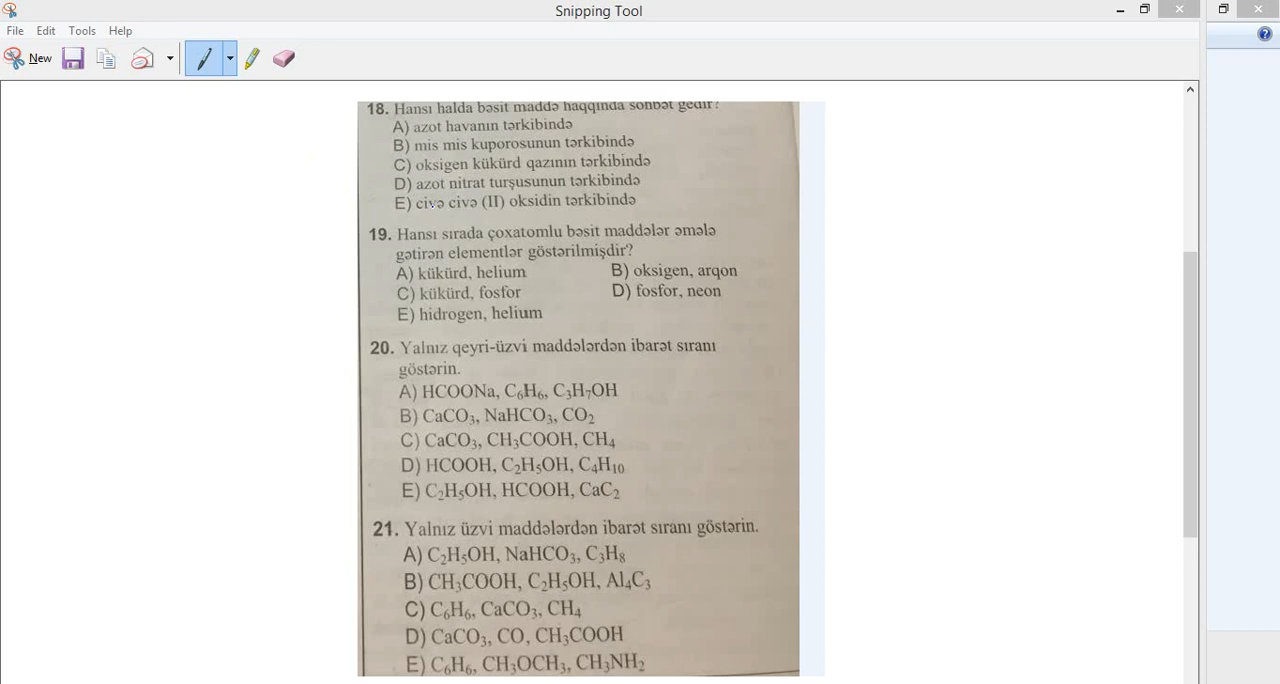 Snipping Tool
File Edit Tools Help
New
18. Hansı halda bəsit maddə haqqında söhbət gedir?
A) azot havanın tərkibində
B) mis mis kuporosunun tərkibində
C) oksigen kükürd qazının tərkibində
D) azot nitrat turşusunun tərkibində
E) civə civə (II) oksidin tərkibində
19. Hansı sırada çoxatomlu bəsit maddələr əmələ
gətirən elementlər göstərilmişdir?
A) kükürd, helium B) oksigen, arqon
C) kükürd, fosfor D) fosfor, neon
E) hidrogen, helium
20. Yalnız qeyri-üzvi maddələrdən ibarət sıranı
göstərin.
A) HCOONa, C₆H₆, C₃H₇OH
B) CaCO₃, NaHCO₃, CO₂
C) CaCO₃, CH₃COOH, CH₄
D) HCOOH, C₂H₅OH, C₄H₁₀
E) C₂H₅OH, HCOOH, CaC₂
21. Yalnız üzvi maddələrdən ibarət sıranı göstərin.
A) C₂H₅OH, NaHCO₃, C₃H₈
B) CH₃COOH, C₂H₅OH, Al₄C₃
C) C₆H₆, CaCO₃, CH₄
D) CaCO₃, CO, CH₃COOH
E) C₆H₆, CH₃OCH₃, CH₃NH₂